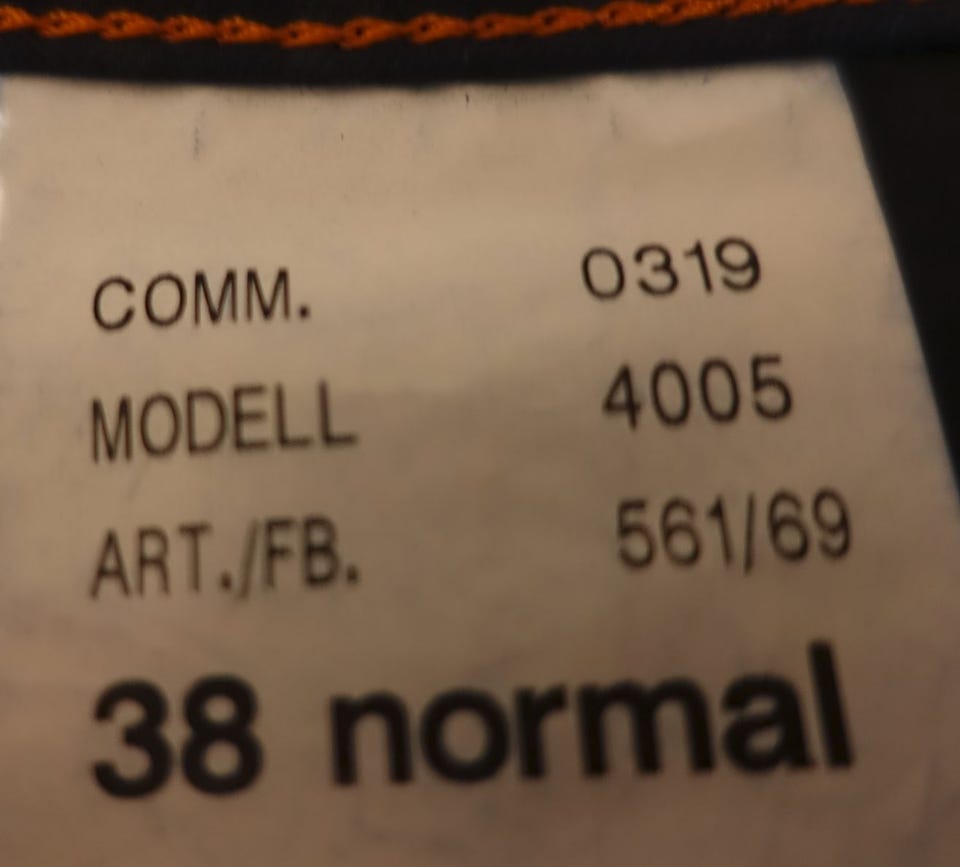 COMM. 0319
MODELL 4005
ART./FB. 561/69
38 normal